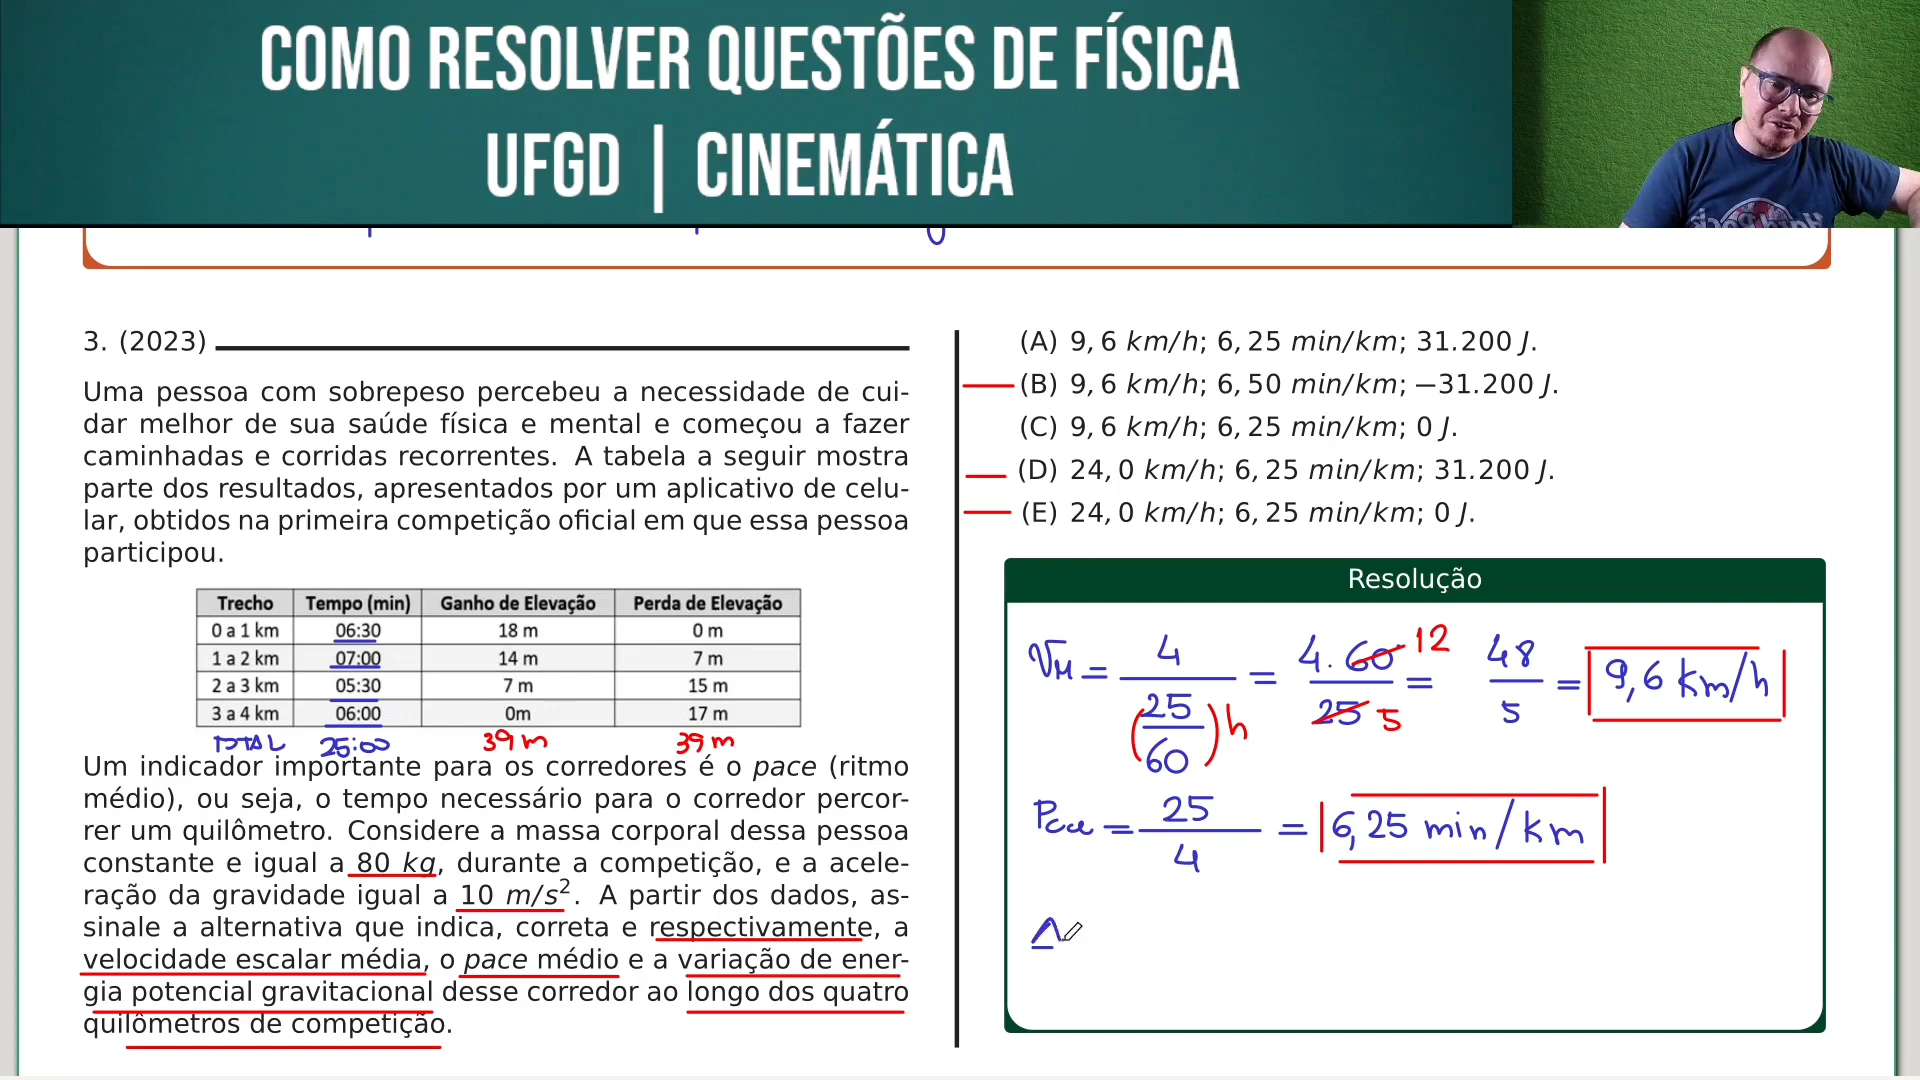 COMO RESOLVER QUESTÕES DE FÍSICA
UFGD | CINEMÁTICA
3. (2023)
Uma pessoa com sobrepeso percebeu a necessidade de cui-
dar melhor de sua saúde física e mental e começou a fazer
caminhadas e corridas recorrentes. A tabela a seguir mostra
parte dos resultados, apresentados por um aplicativo de celu-
lar, obtidos na primeira competição oficial em que essa pessoa
participou.
Trecho Tempo (min) Ganho de Elevação Perda de Elevação
0 a 1 km 06:30 18 m 0 m
1 a 2 km 07:00 14 m 7 m
2 a 3 km 05:30 7 m 15 m
3 a 4 km 06:00 0m 17 m
TOTAL 25:00 39 m 39 m
Um indicador importante para os corredores é o pace (ritmo
médio), ou seja, o tempo necessário para o corredor percor-
rer um quilômetro. Considere a massa corporal dessa pessoa
constante e igual a 80 kg, durante a competição, e a acele-
ração da gravidade igual a 10 m/s². A partir dos dados, as-
sinale a alternativa que indica, correta e respectivamente, a
velocidade escalar média, o pace médio e a variação de ener-
gia potencial gravitacional desse corredor ao longo dos quatro
quilômetros de competição.
(A) 9,6 km/h; 6,25 min/km; 31.200 J.
(B) 9,6 km/h; 6,50 min/km; −31.200 J.
(C) 9,6 km/h; 6,25 min/km; 0 J.
(D) 24,0 km/h; 6,25 min/km; 31.200 J.
(E) 24,0 km/h; 6,25 min/km; 0 J.
Resolução
VM = 4 / (25/60) h = 4.60 12 / 25 5 = 48/5 = 9,6 km/h
Pace = 25/4 = 6,25 min/km
Δ